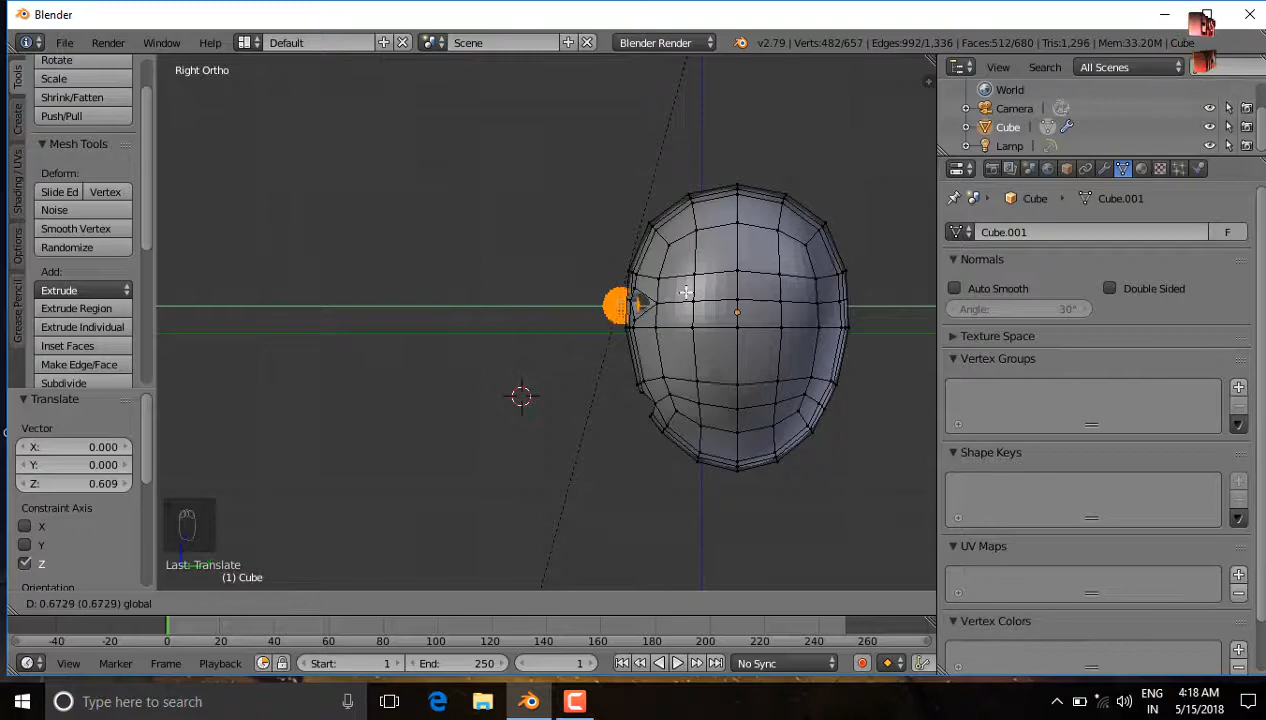 Blender
File Render Window Help Default Scene Blender Render v2.79 | Verts:482/657 | Edges:992/1,336 | Faces:512/680 | Tris:1,296 | Mem:33.20M | Cube
Tools
Create
Shading / UVs
Options
Grease Pencil
Rotate
Scale
Shrink/Fatten
Push/Pull
Mesh Tools
Deform:
Slide Ed Vertex
Noise
Smooth Vertex
Randomize
Add:
Extrude
Extrude Region
Extrude Individual
Inset Faces
Make Edge/Face
Subdivide
Translate
Vector
X: 0.000
Y: 0.000
Z: 0.609
Constraint Axis
X
Y
Z
Orientation
Right Ortho
Last: Translate
(1) Cube
D: 0.6729 (0.6729) global
View Search All Scenes
World
Camera
Cube
Lamp
Cube Cube.001
Cube.001 F
Normals
Auto Smooth Double Sided
Angle: 30°
Texture Space
Vertex Groups
Shape Keys
UV Maps
Vertex Colors
-40 -20 0 20 40 60 80 100 120 140 160 180 200 220 240 260
View Marker Frame Playback Start: 1 End: 250 1 No Sync
Type here to search
ENG
IN
4:18 AM
5/15/2018